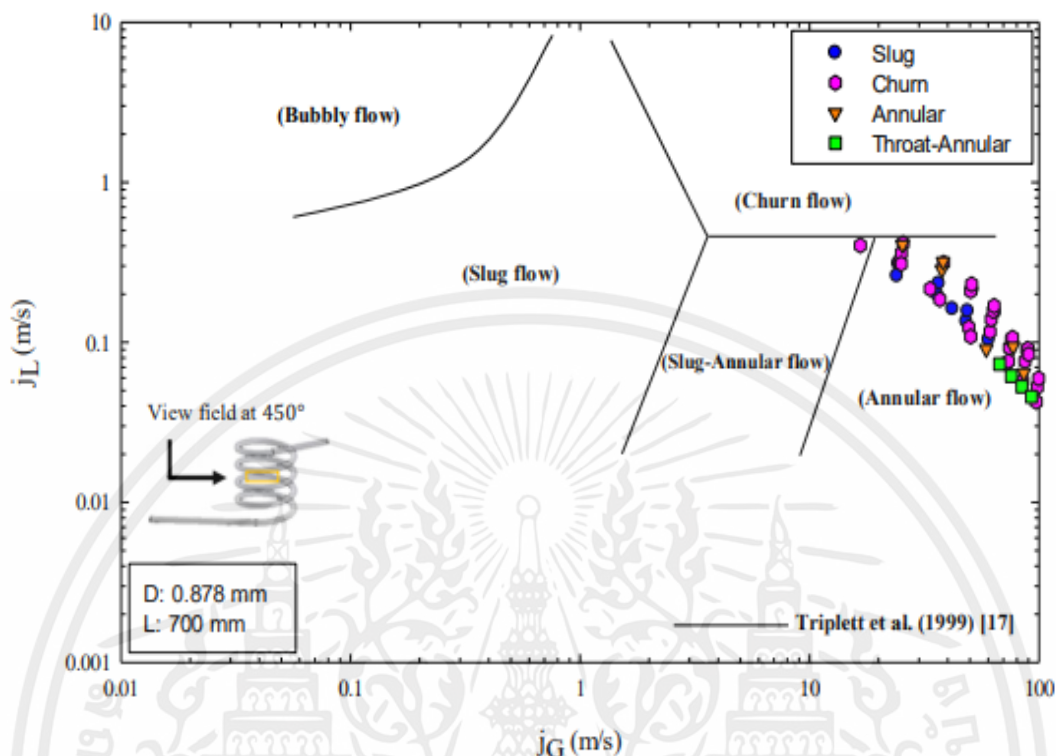 10
1
0.1
0.01
0.001
j_L (m/s)
Slug
Churn
Annular
Throat-Annular
(Bubbly flow)
(Churn flow)
(Slug flow)
(Slug-Annular flow)
(Annular flow)
View field at 450°
D: 0.878 mm
L: 700 mm
Triplett et al. (1999) [17]
0.01 0.1 1 10 100
j_G (m/s)